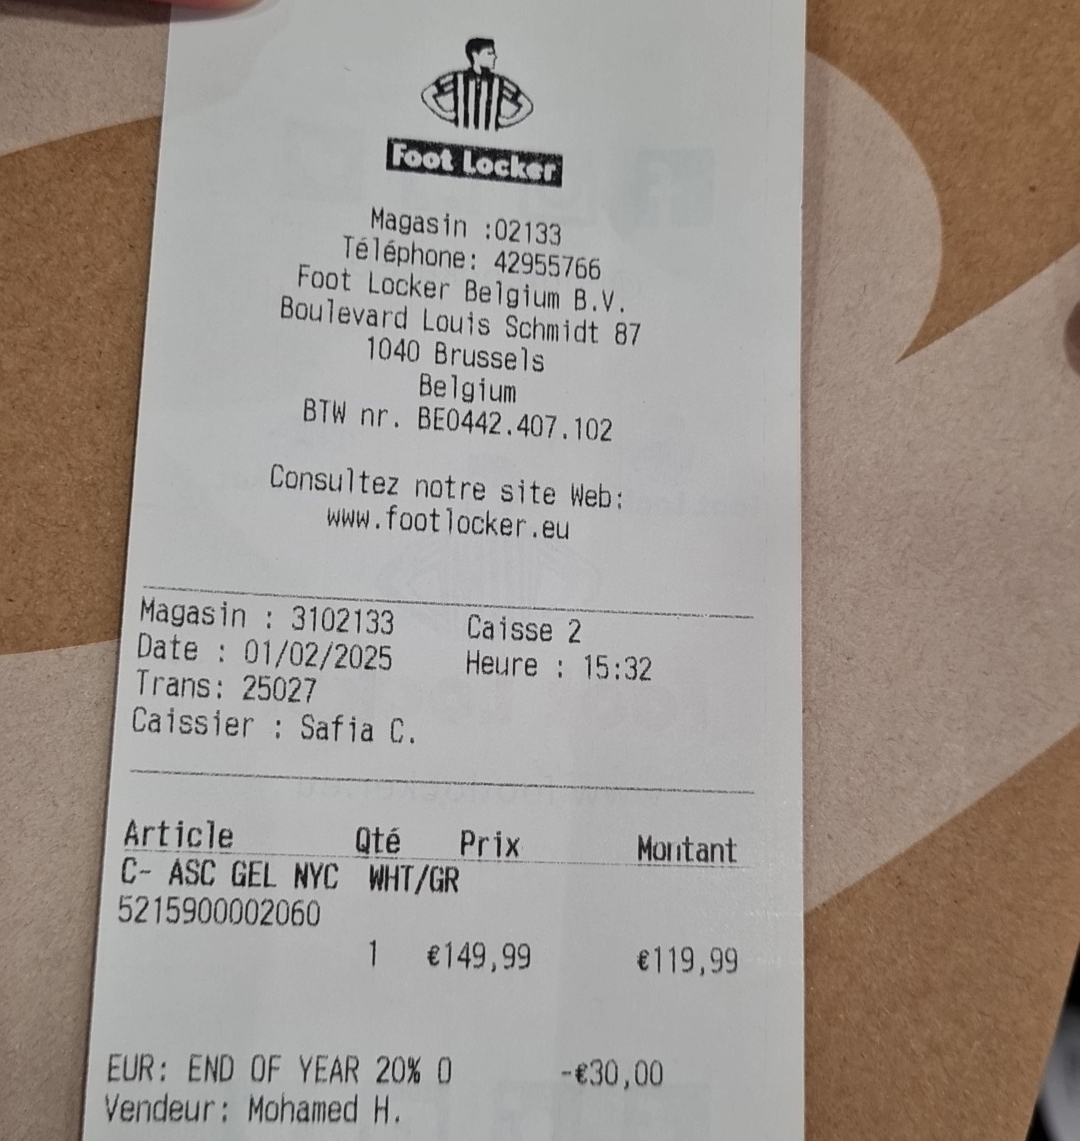 Foot Locker
Magasin :02133
Téléphone: 42955766
Foot Locker Belgium B.V.
Boulevard Louis Schmidt 87
1040 Brussels
Belgium
BTW nr. BE0442.407.102
Consultez notre site Web:
www.footlocker.eu
Magasin : 3102133 Caisse 2
Date : 01/02/2025 Heure : 15:32
Trans: 25027
Caissier : Safia C.
Article Qté Prix Montant
C- ASC GEL NYC WHT/GR
5215900002060
1 €149,99 €119,99
EUR: END OF YEAR 20% O -€30,00
Vendeur: Mohamed H.